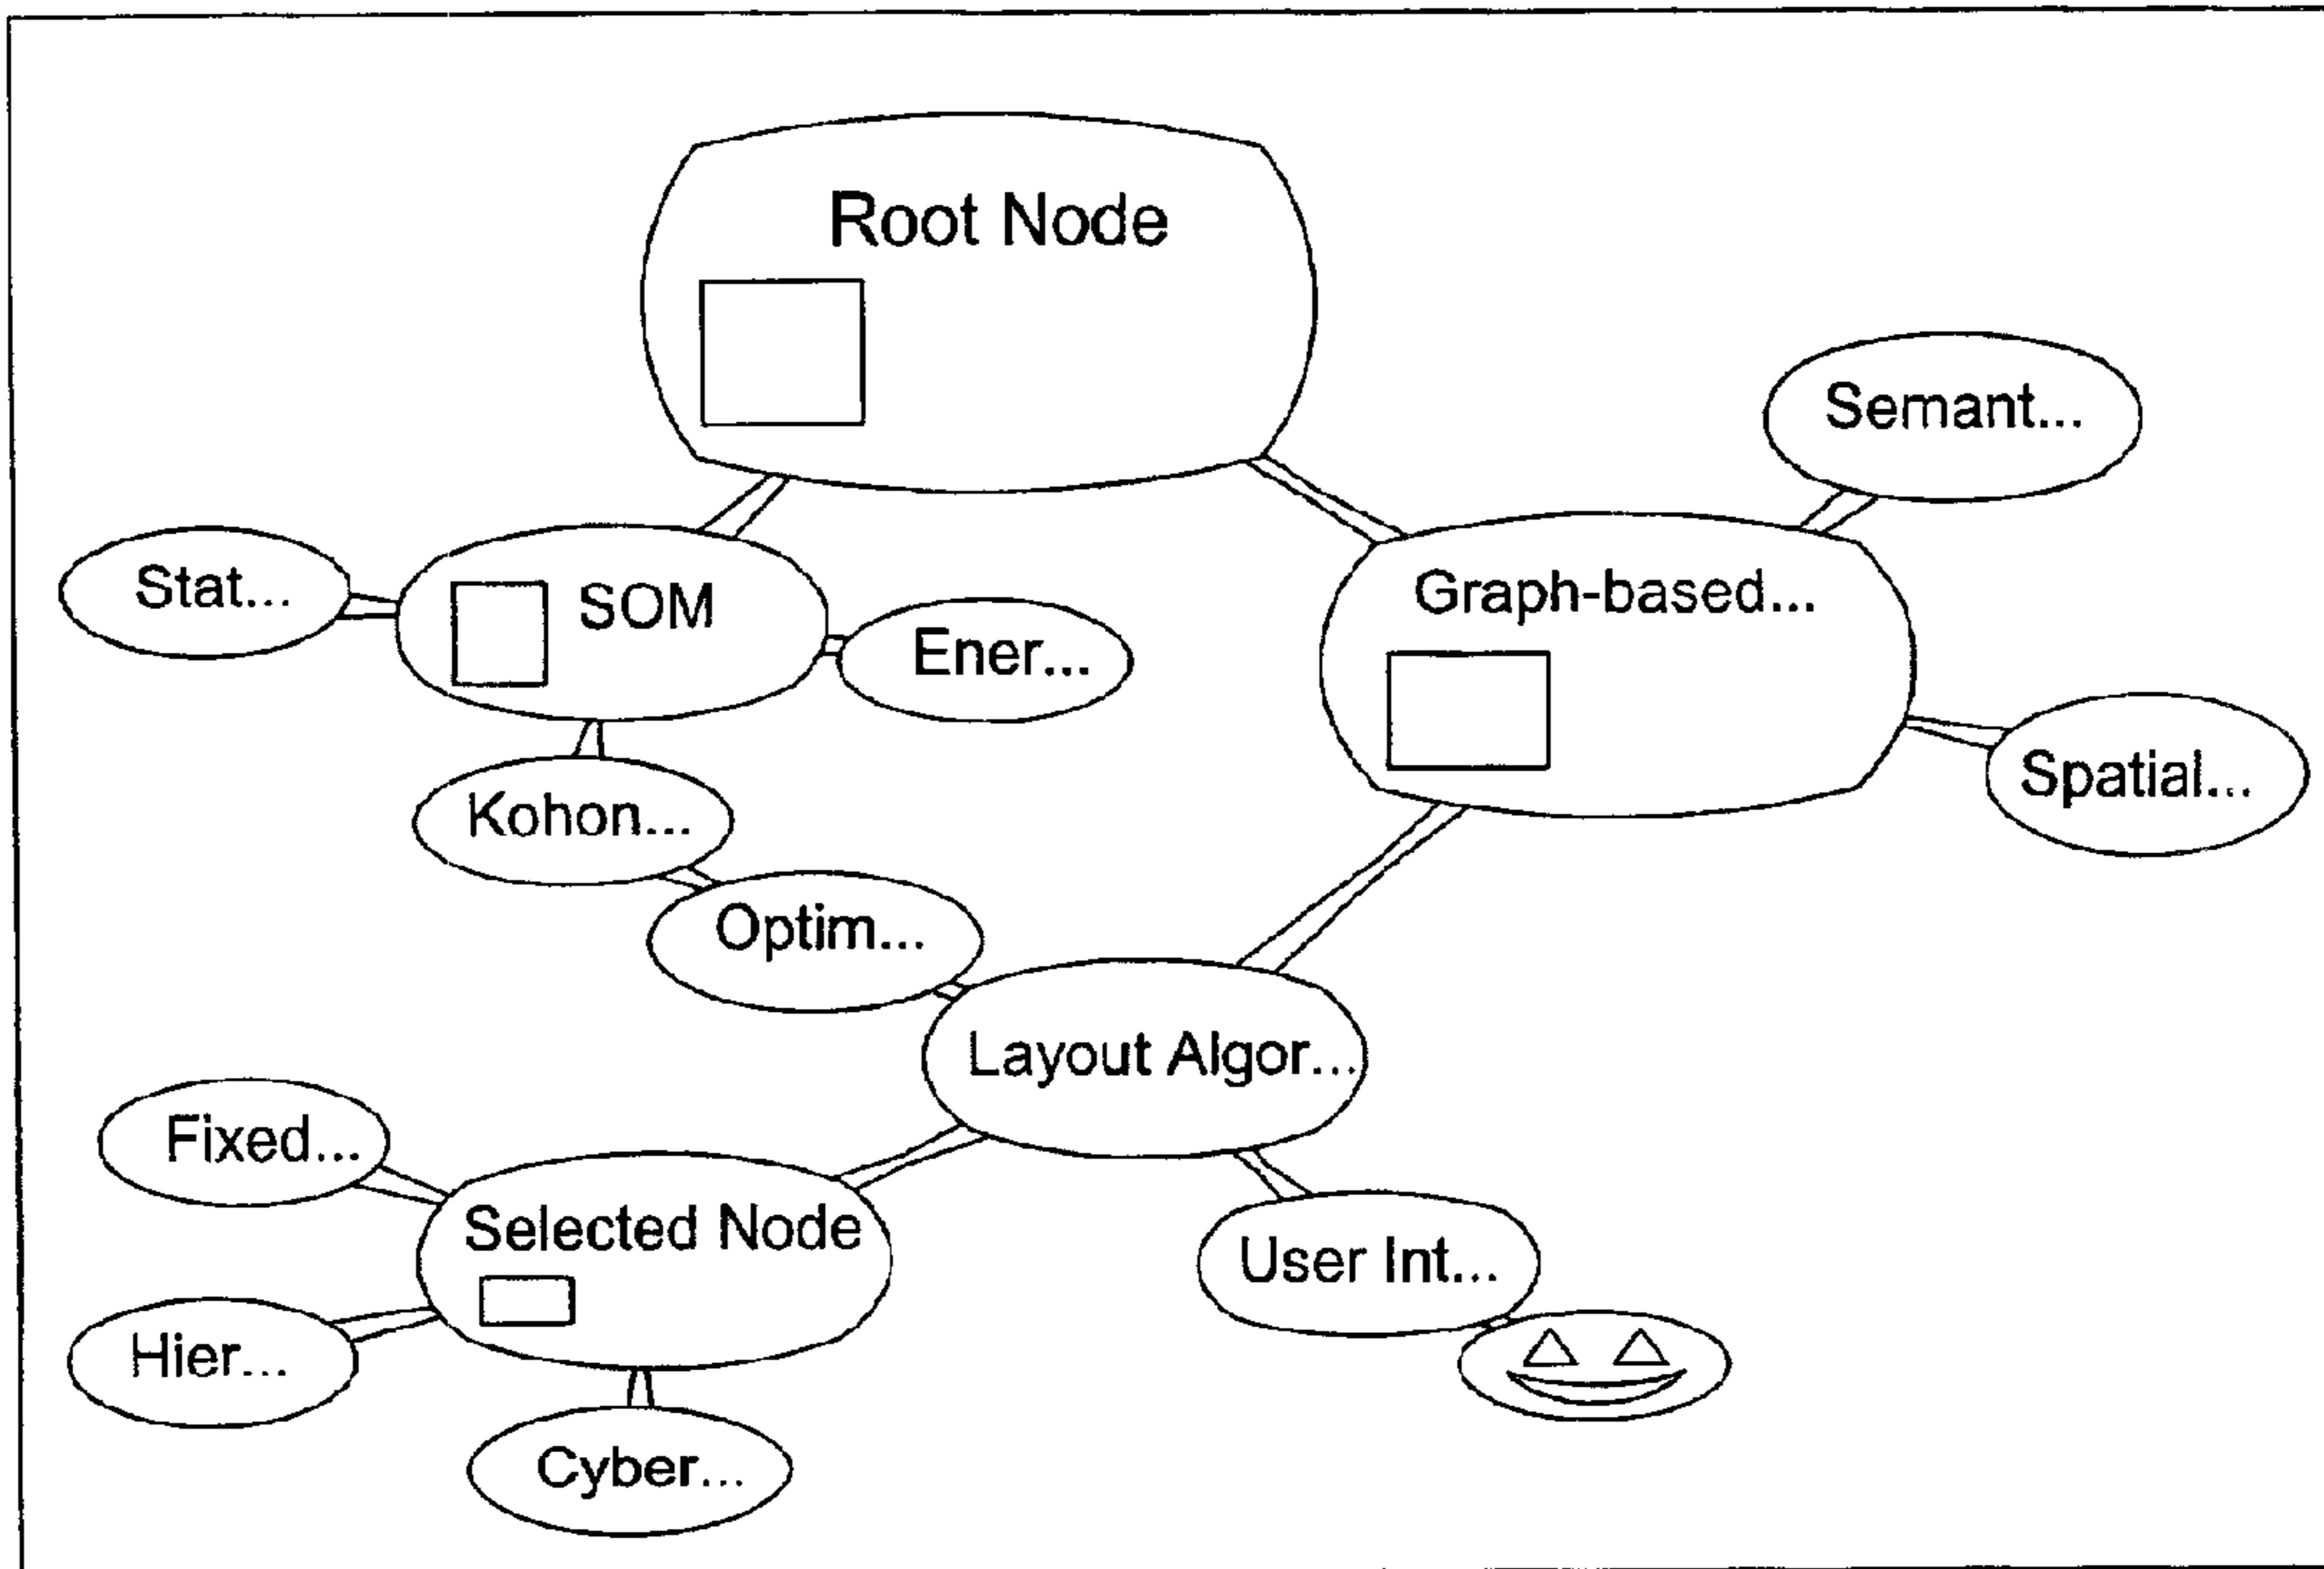 Root Node
Semant...
Stat...
SOM
Graph-based...
Ener...
Spatial...
Kohon...
Optim...
Layout Algor...
Fixed...
Selected Node
User Int...
Hier...
Cyber...